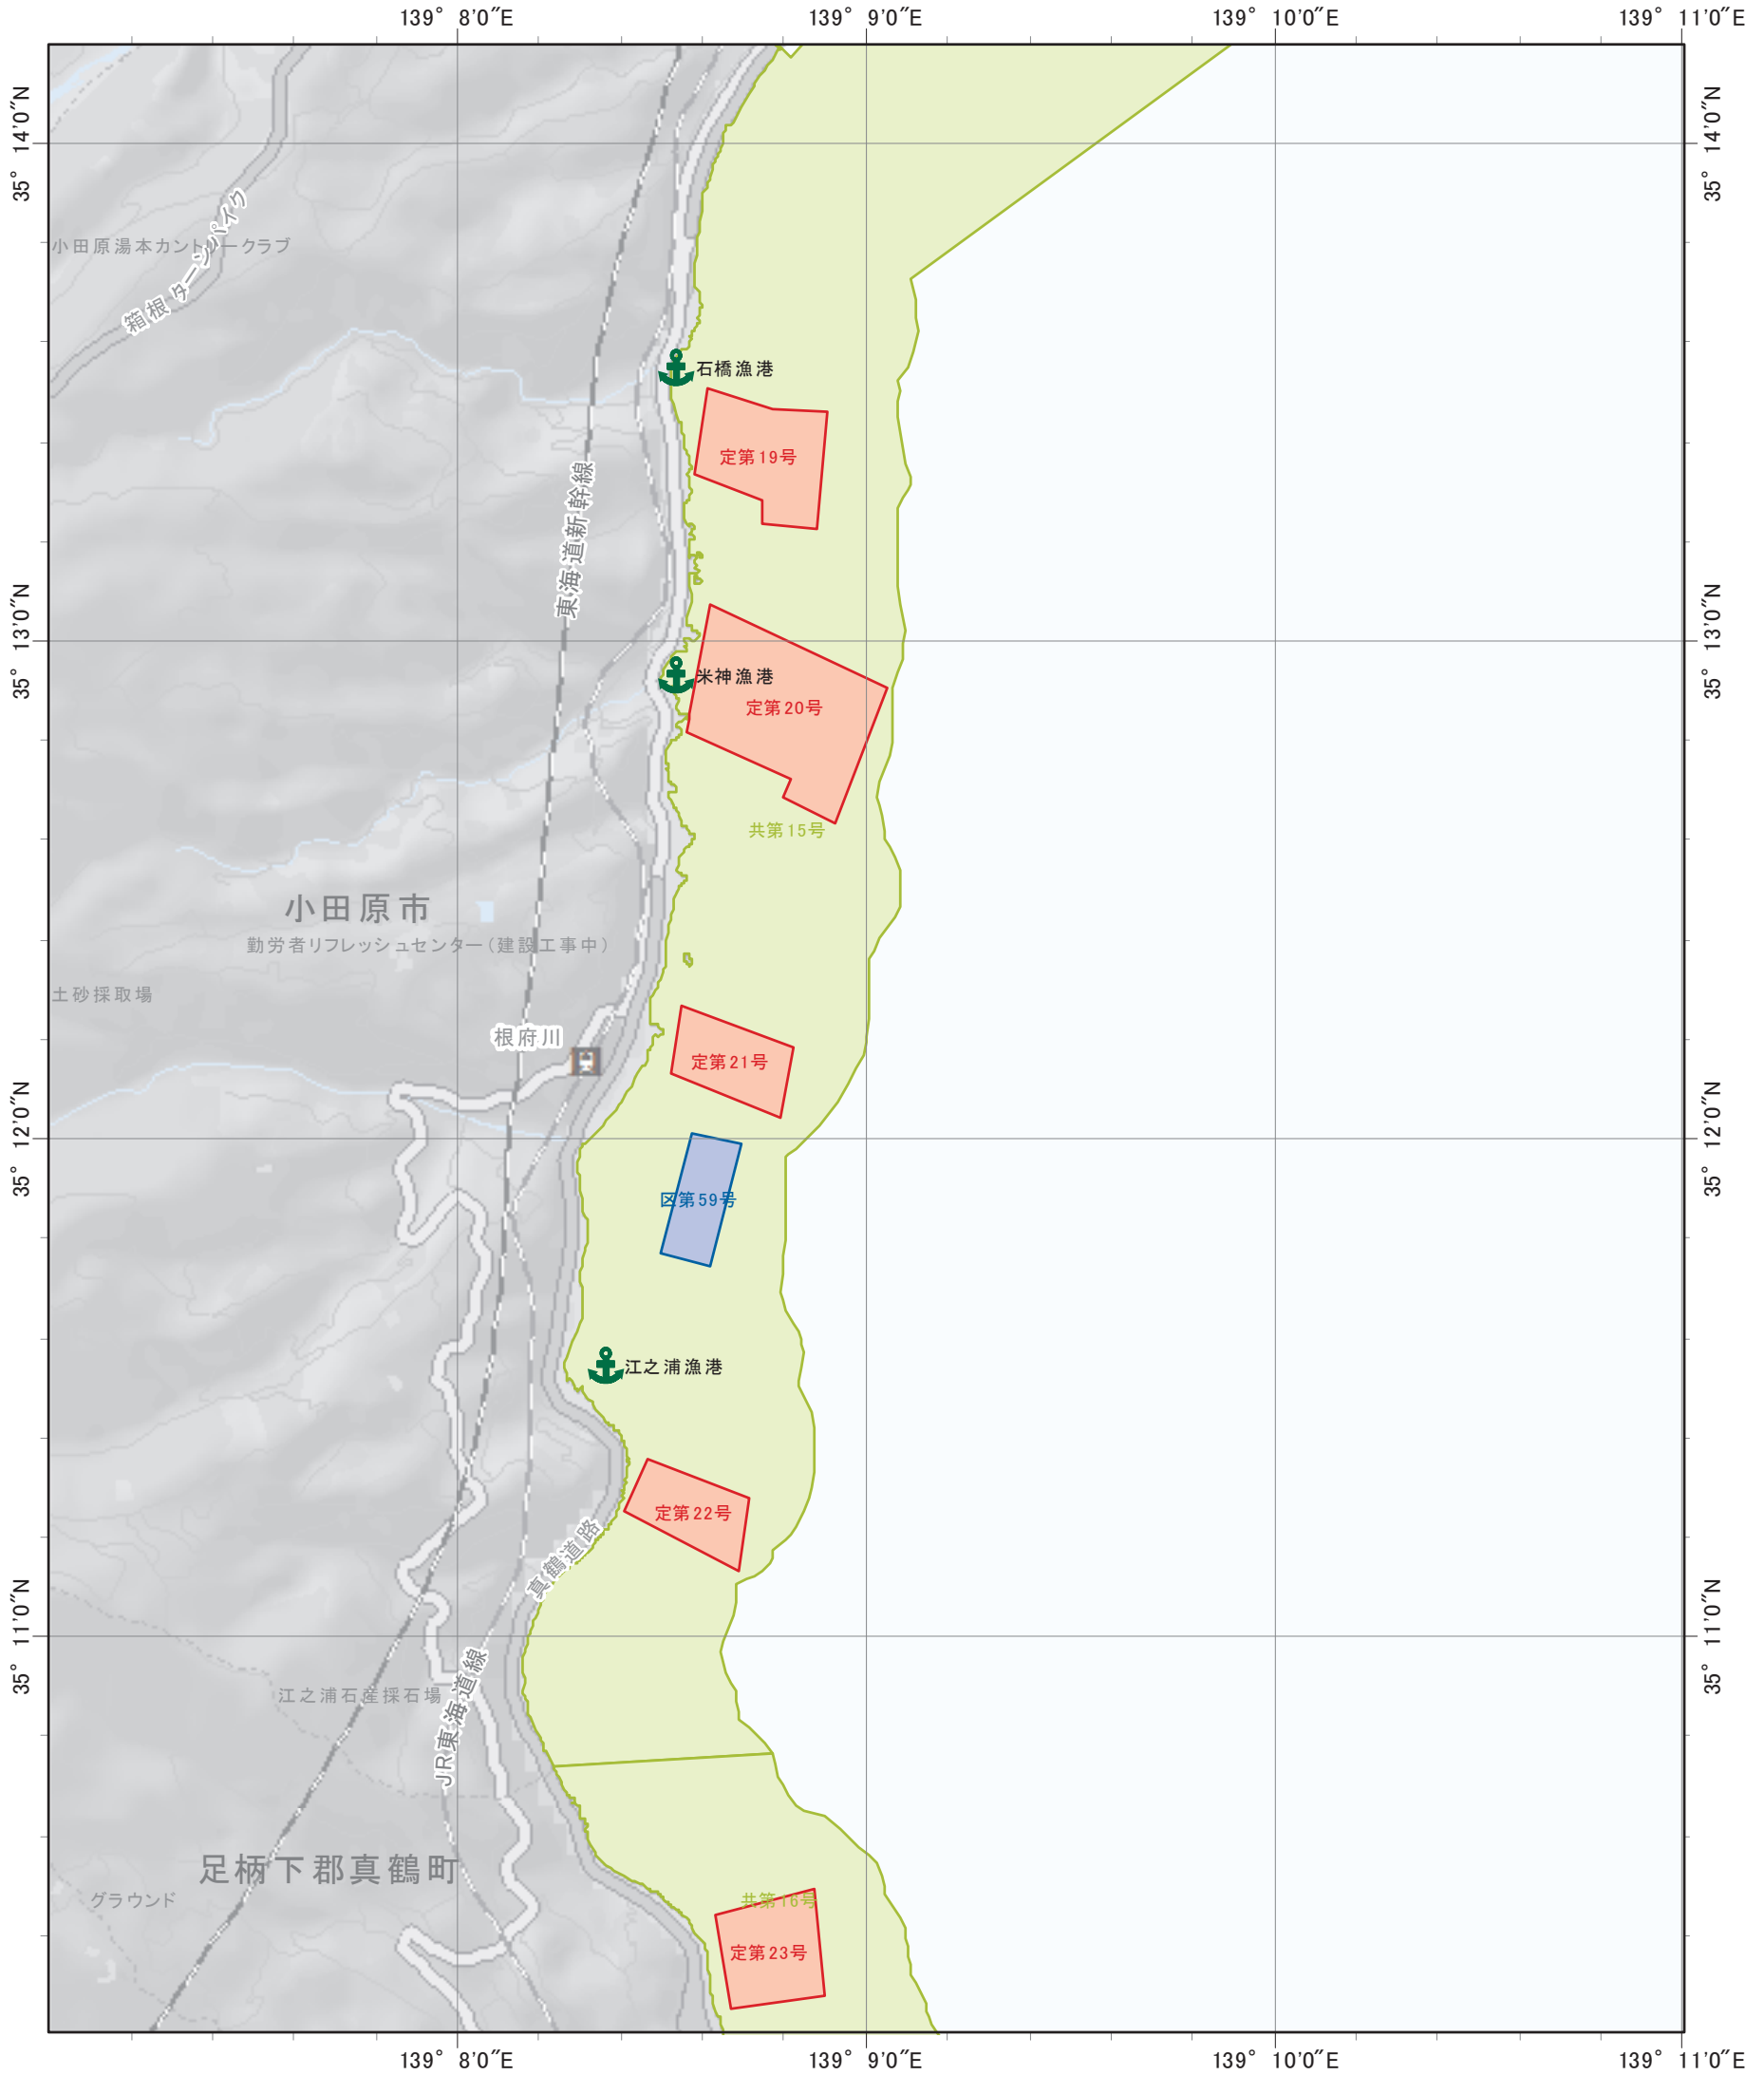 139° 8'0"E
139° 9'0"E
139° 10'0"E
139° 11'0"E
35° 14'0"N
35° 14'0"N
箱根ターンパイク
小田原湯本カントリークラブ
石橋漁港
定第19号
東海道新幹線
35° 13'0"N
35° 13'0"N
米神漁港
定第20号
共第15号
小田原市
勤労者リフレッシュセンター(建設工事中)
土砂採取場
根府川
定第21号
35° 12'0"N
35° 12'0"N
区第59号
江之浦漁港
定第22号
真鶴道路
35° 11'0"N
35° 11'0"N
JR東海道線
江之浦石産採石場
足柄下郡真鶴町
グラウンド
共第16号
定第23号
139° 8'0"E
139° 9'0"E
139° 10'0"E
139° 11'0"E